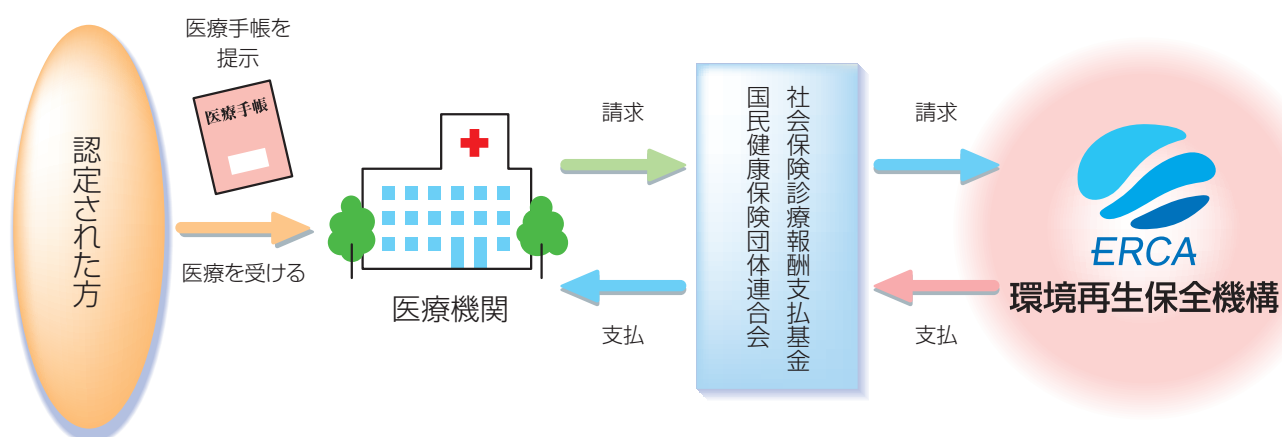 認定された方
医療手帳を
提示
医療手帳
医療を受ける
医療機関
請求
支払
社会保険診療報酬支払基金
国民健康保険団体連合会
請求
支払
ERCA
環境再生保全機構